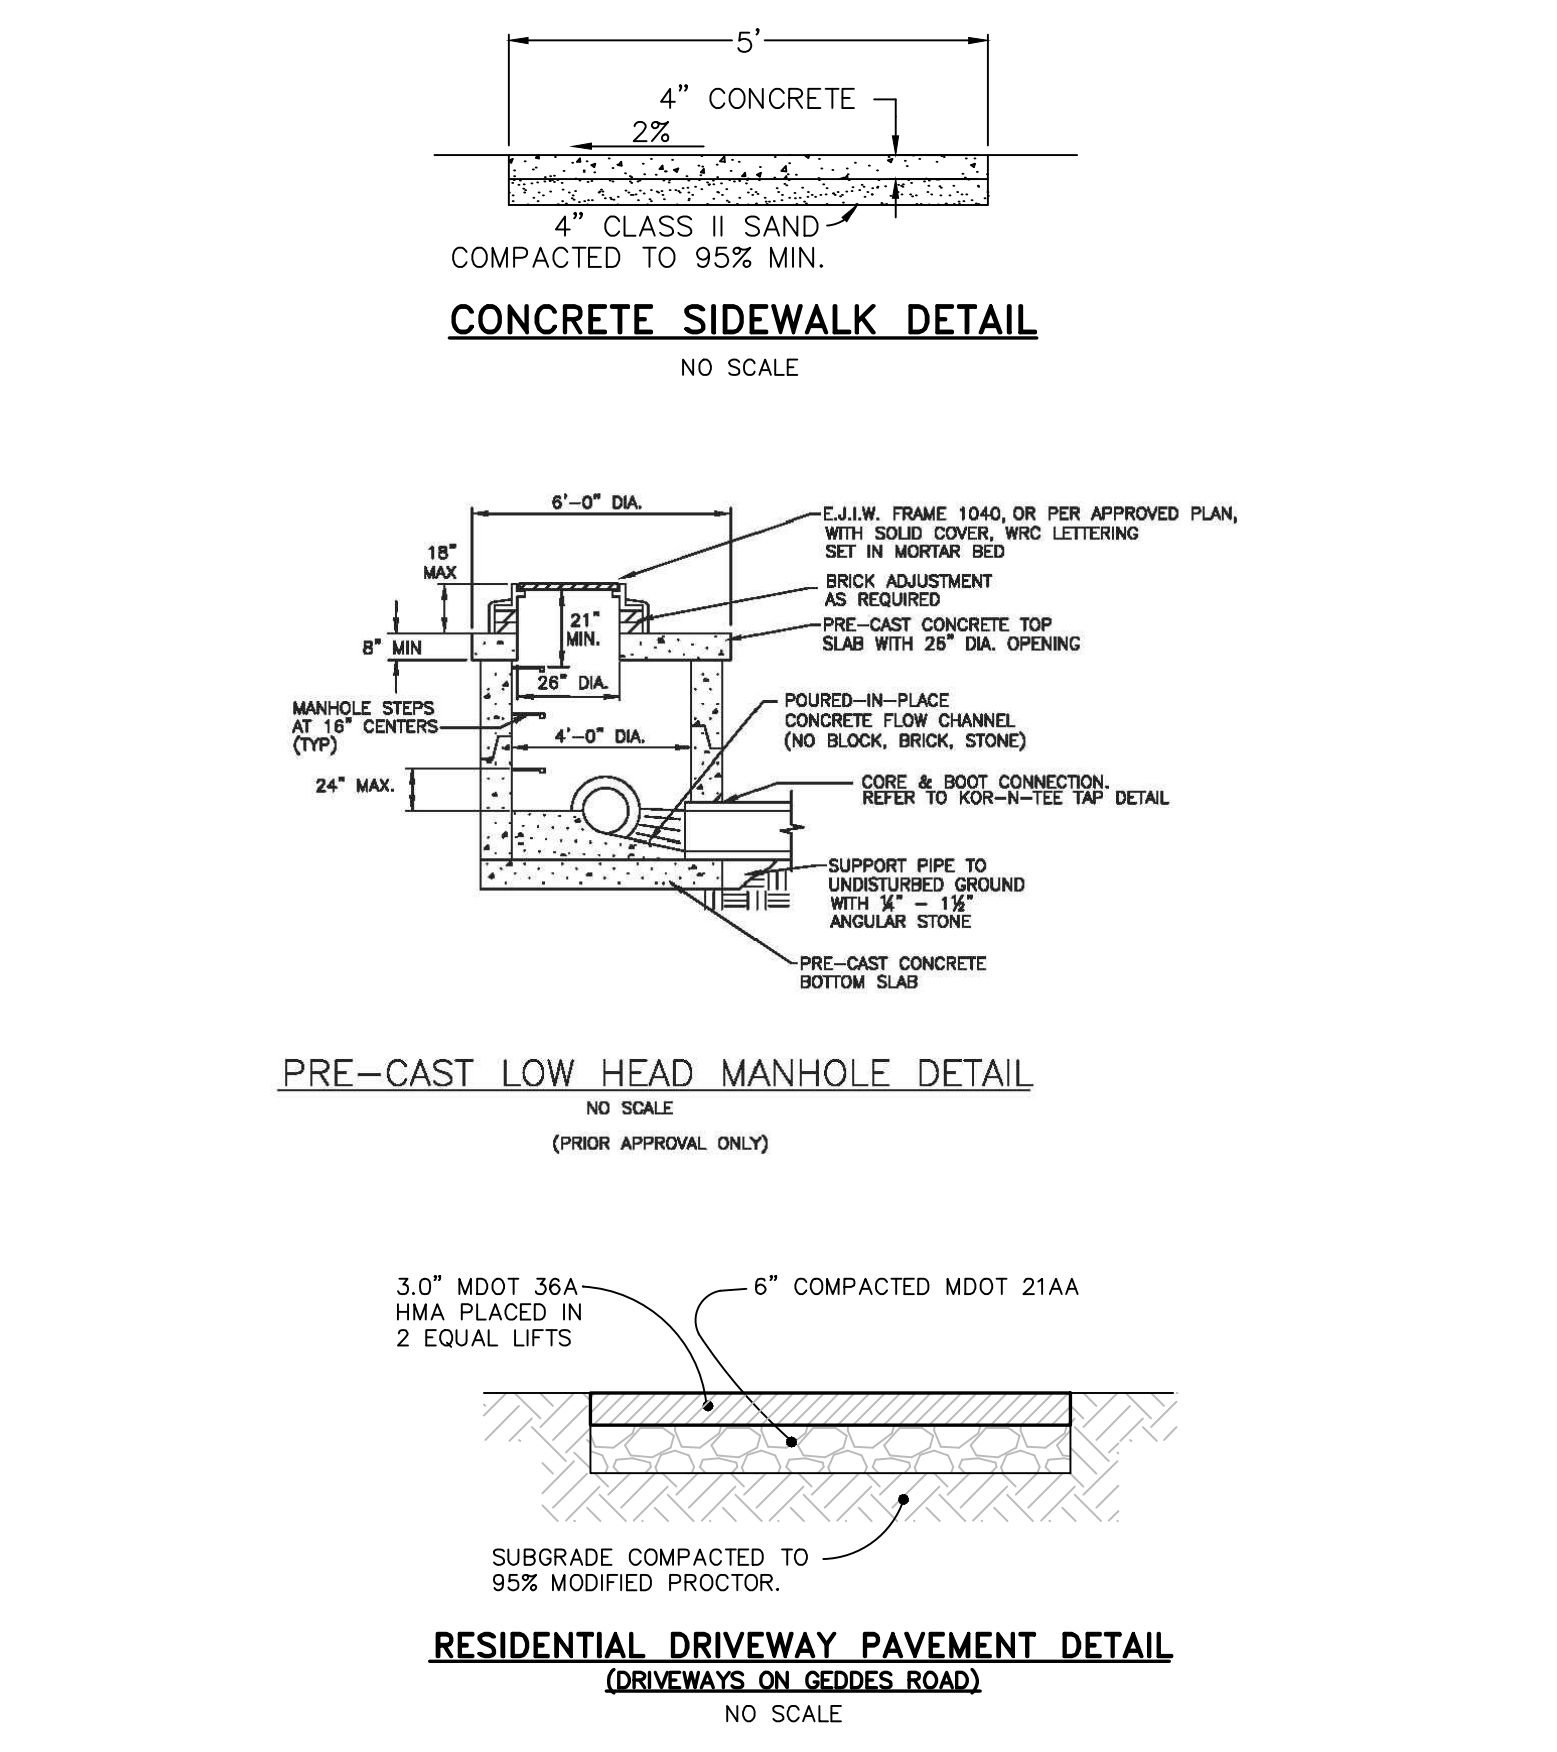 5'
4" CONCRETE
2%
4" CLASS II SAND
COMPACTED TO 95% MIN.
CONCRETE SIDEWALK DETAIL
NO SCALE
6'-0" DIA.
E.J.I.W. FRAME 1040, OR PER APPROVED PLAN,
WITH SOLID COVER, WRC LETTERING
SET IN MORTAR BED
18"
MAX
BRICK ADJUSTMENT
AS REQUIRED
21"
MIN.
PRE-CAST CONCRETE TOP
SLAB WITH 26" DIA. OPENING
8" MIN
26" DIA.
MANHOLE STEPS
AT 16" CENTERS
(TYP)
POURED-IN-PLACE
CONCRETE FLOW CHANNEL
(NO BLOCK, BRICK, STONE)
4'-0" DIA.
24" MAX.
CORE & BOOT CONNECTION.
REFER TO KOR-N-TEE TAP DETAIL
SUPPORT PIPE TO
UNDISTURBED GROUND
WITH ¼" - 1½"
ANGULAR STONE
PRE-CAST CONCRETE
BOTTOM SLAB
PRE-CAST LOW HEAD MANHOLE DETAIL
NO SCALE
(PRIOR APPROVAL ONLY)
3.0" MDOT 36A
HMA PLACED IN
2 EQUAL LIFTS
6" COMPACTED MDOT 21AA
SUBGRADE COMPACTED TO
95% MODIFIED PROCTOR.
RESIDENTIAL DRIVEWAY PAVEMENT DETAIL
(DRIVEWAYS ON GEDDES ROAD)
NO SCALE